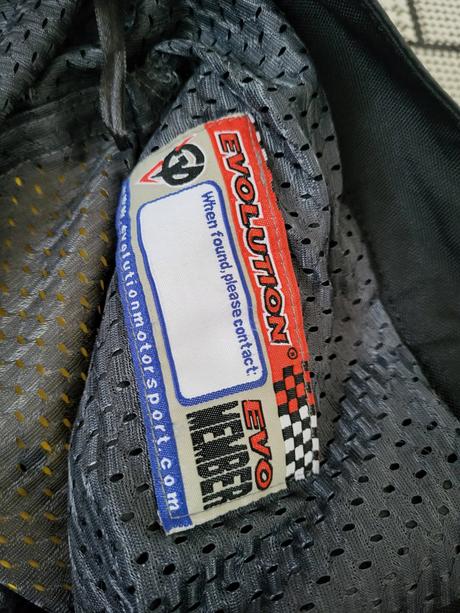 EVOLUTION®
When found, please contact:
EVO
MEMBER
www.evolutionmotorsport.com